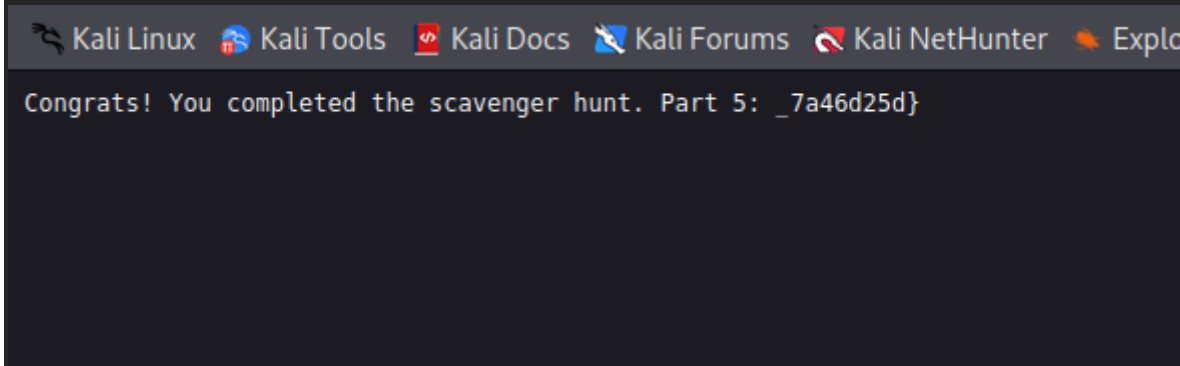 Kali Linux Kali Tools Kali Docs Kali Forums Kali NetHunter Explo
Congrats! You completed the scavenger hunt. Part 5: _7a46d25d}